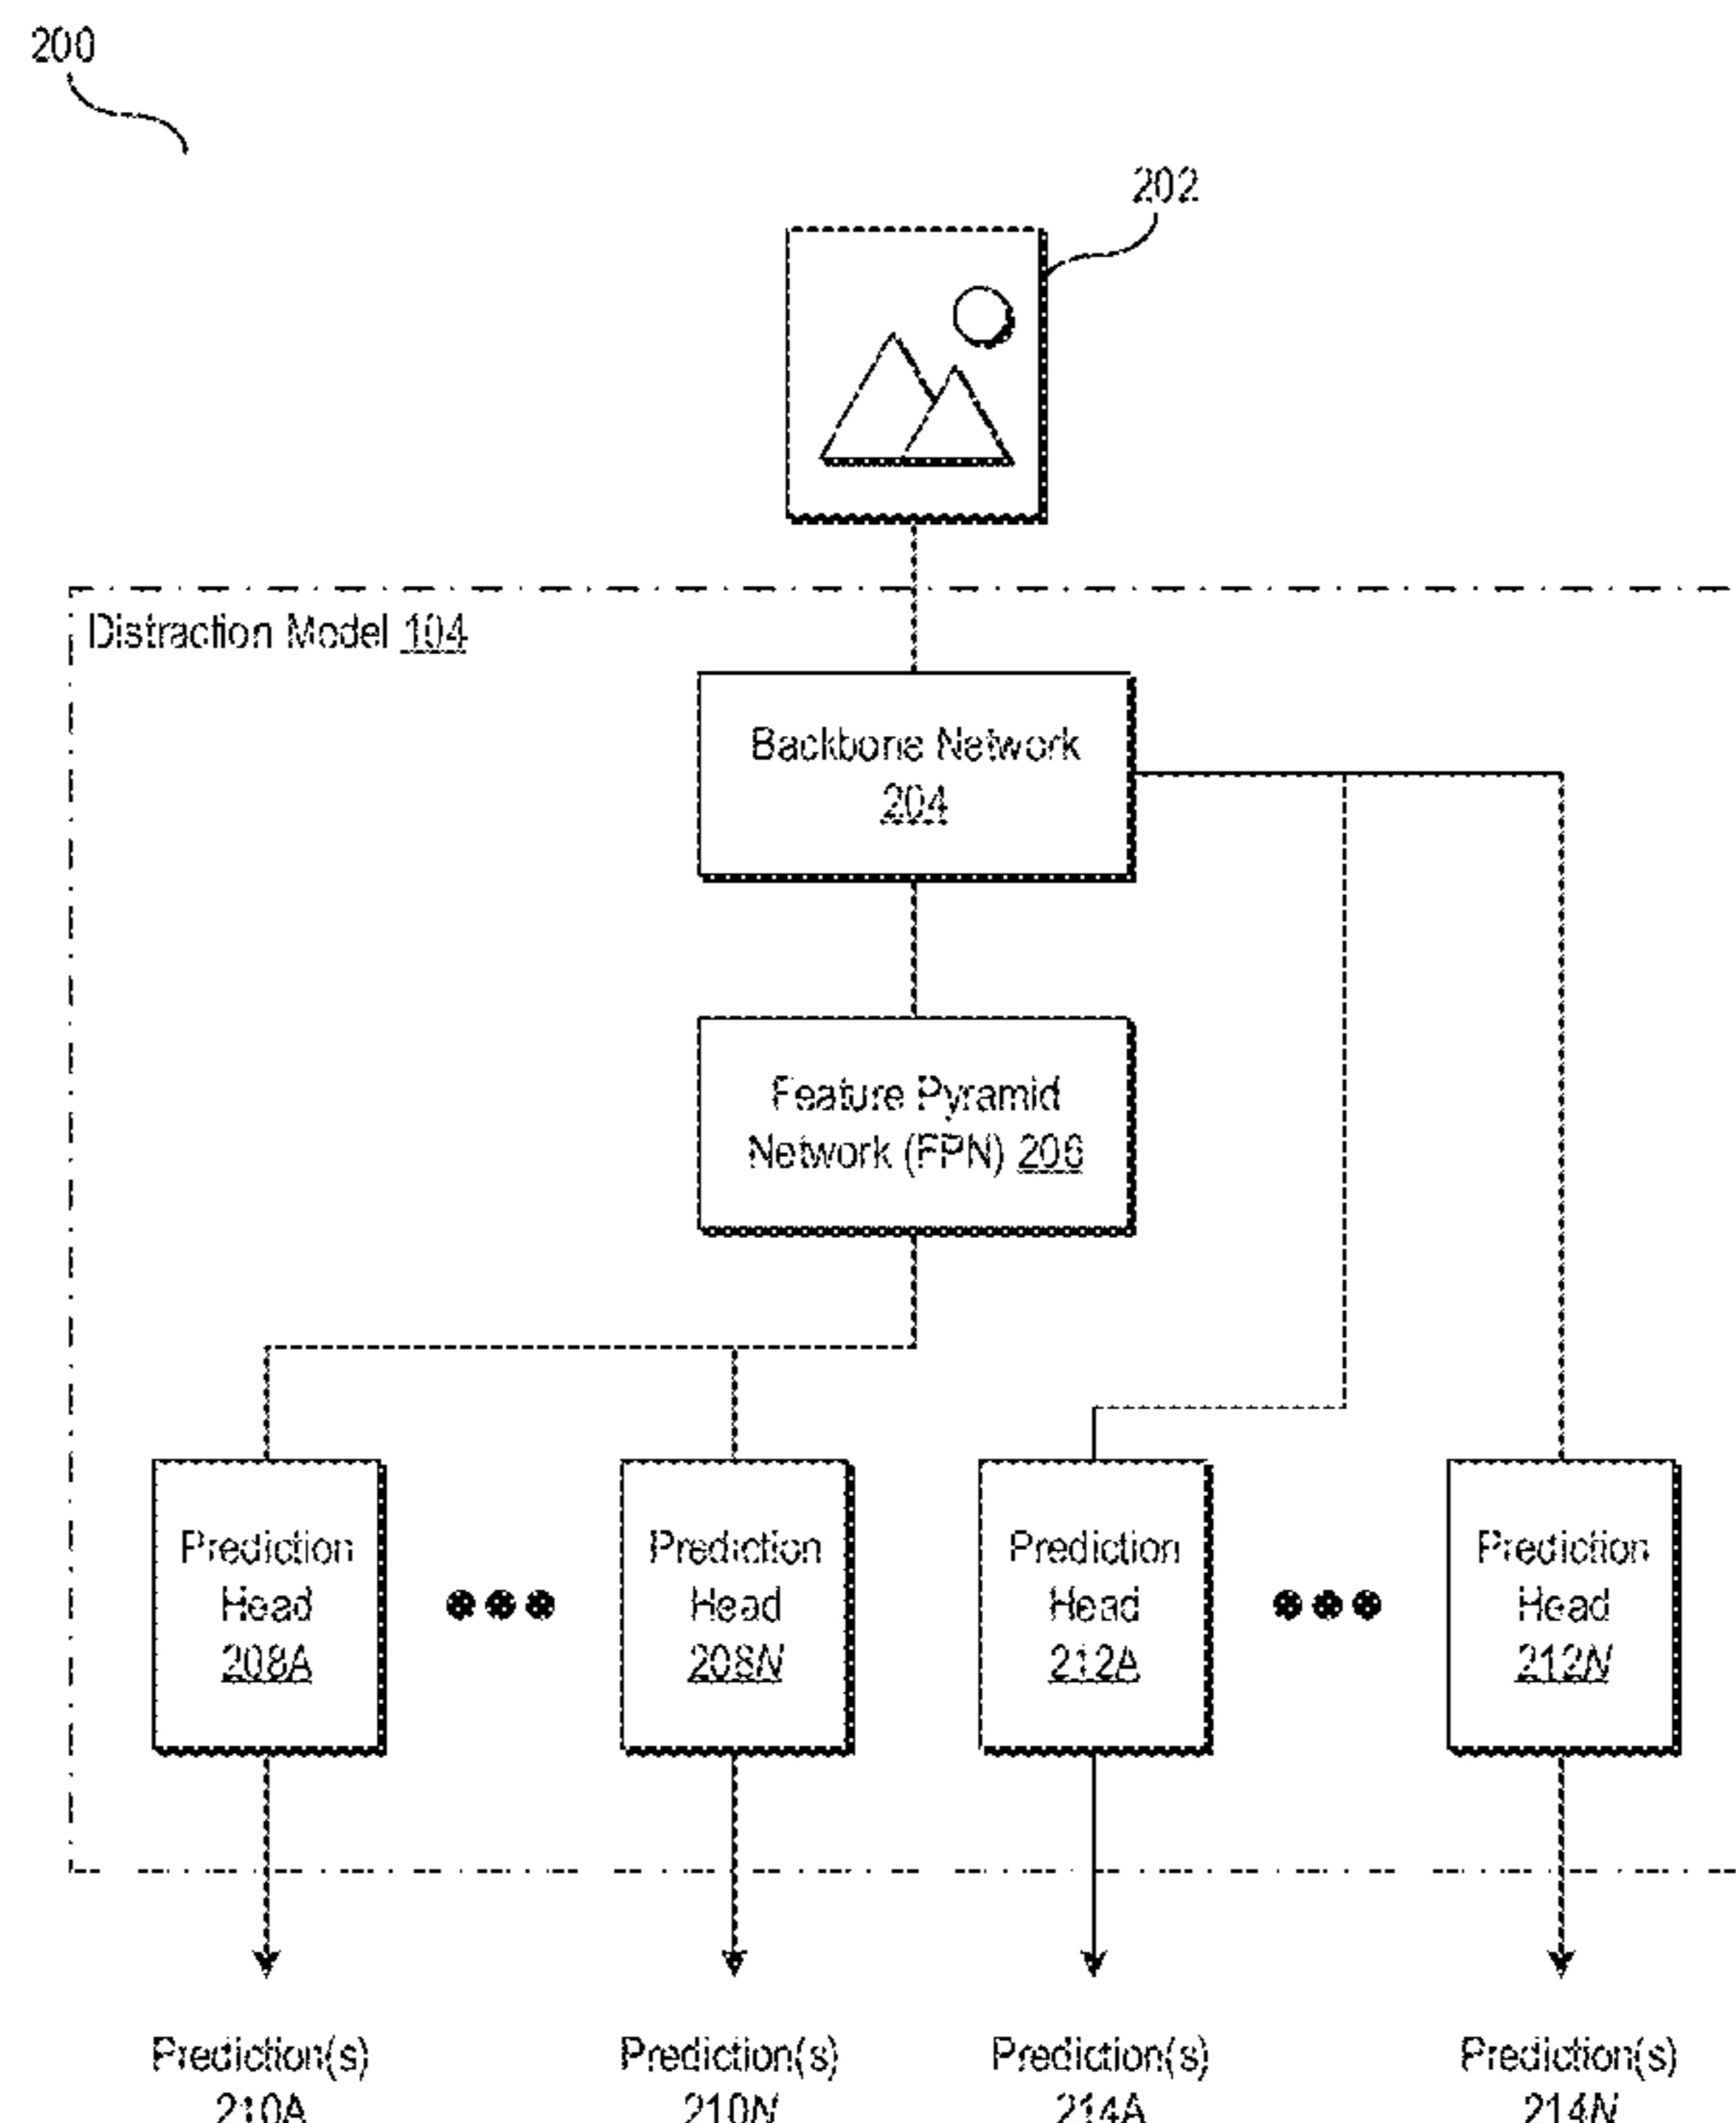 200
202
Distraction Model 104
Backbone Network
204
Feature Pyramid
Network (FPN) 206
Prediction
Head
208A
Prediction
Head
208N
Prediction
Head
212A
Prediction
Head
212N
Prediction(s)
210A
Prediction(s)
210N
Prediction(s)
214A
Prediction(s)
214N